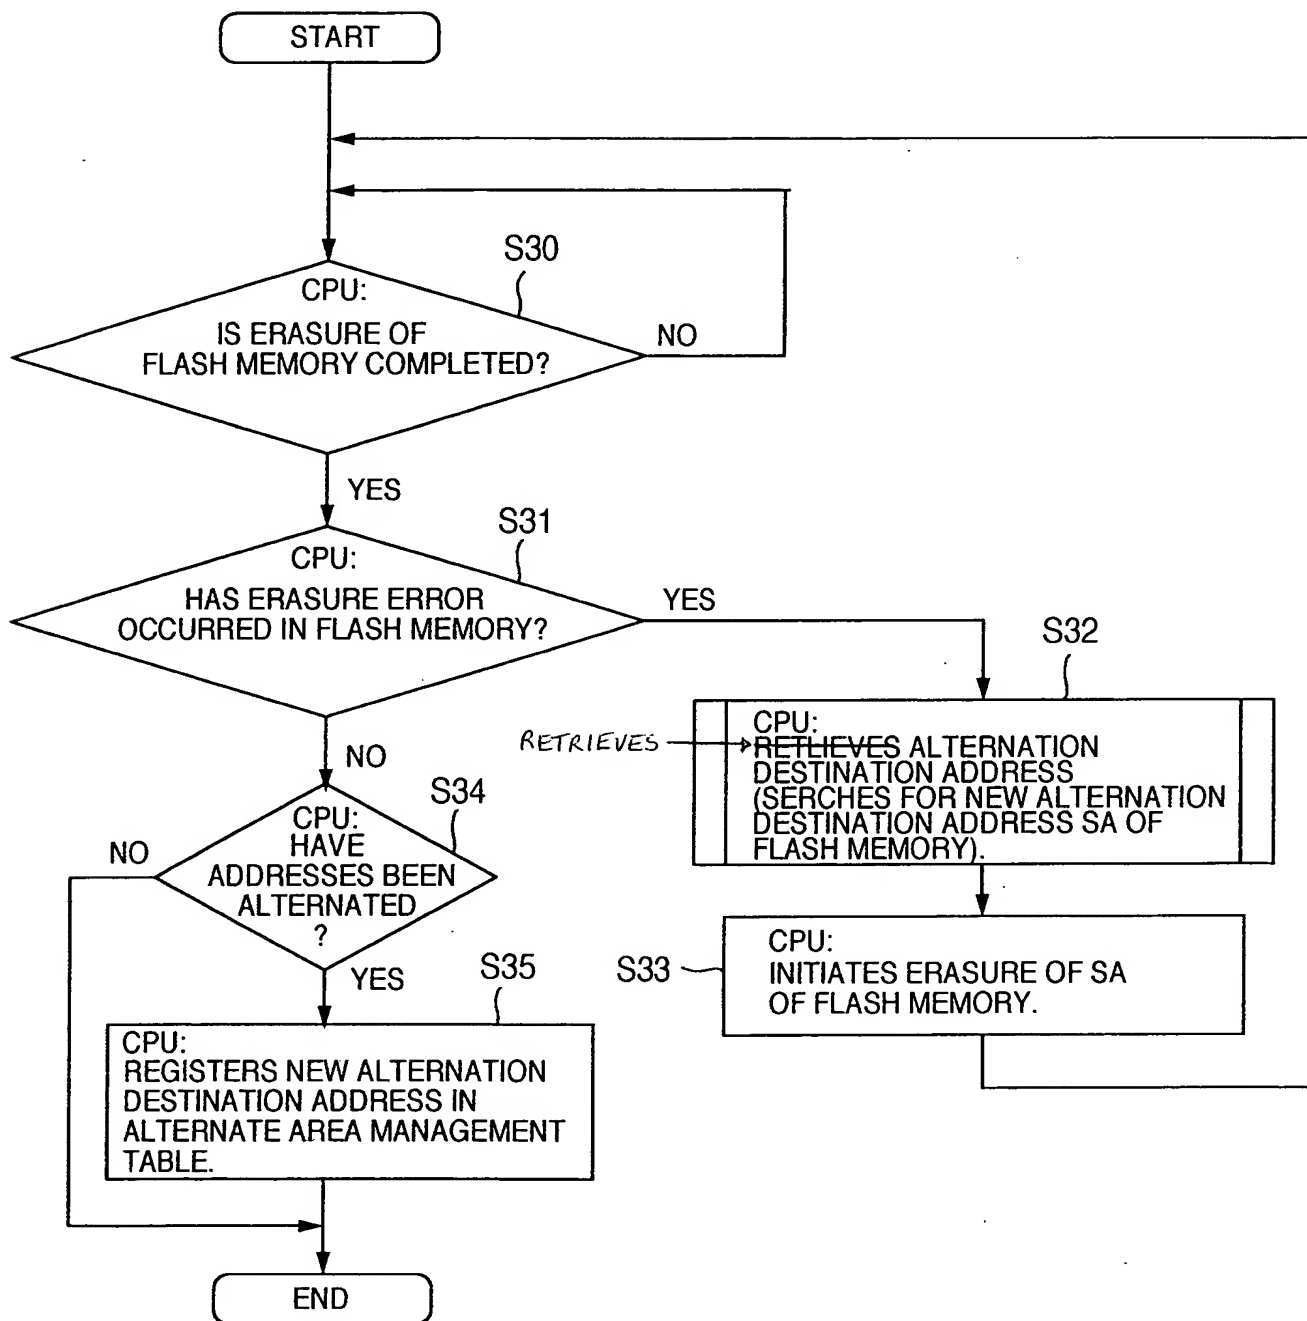 START
S30
CPU:
IS ERASURE OF
FLASH MEMORY COMPLETED?
NO
YES
S31
CPU:
HAS ERASURE ERROR
OCCURRED IN FLASH MEMORY?
YES
S32
CPU:
RETRIEVES
RETLIEVES ALTERNATION
DESTINATION ADDRESS
(SERCHES FOR NEW ALTERNATION
DESTINATION ADDRESS SA OF
FLASH MEMORY).
NO
S34
CPU:
HAVE
ADDRESSES BEEN
ALTERNATED
?
NO
YES
S33
CPU:
INITIATES ERASURE OF SA
OF FLASH MEMORY.
S35
CPU:
REGISTERS NEW ALTERNATION
DESTINATION ADDRESS IN
ALTERNATE AREA MANAGEMENT
TABLE.
END